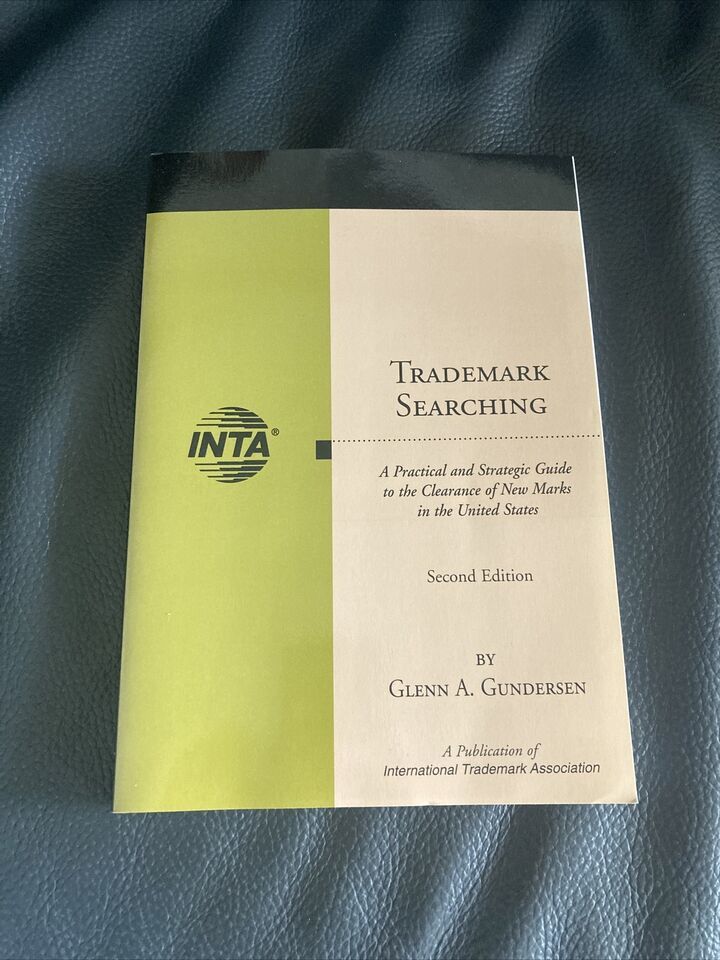 INTA®
TRADEMARK
SEARCHING
A Practical and Strategic Guide
to the Clearance of New Marks
in the United States
Second Edition
BY
GLENN A. GUNDERSEN
A Publication of
International Trademark Association